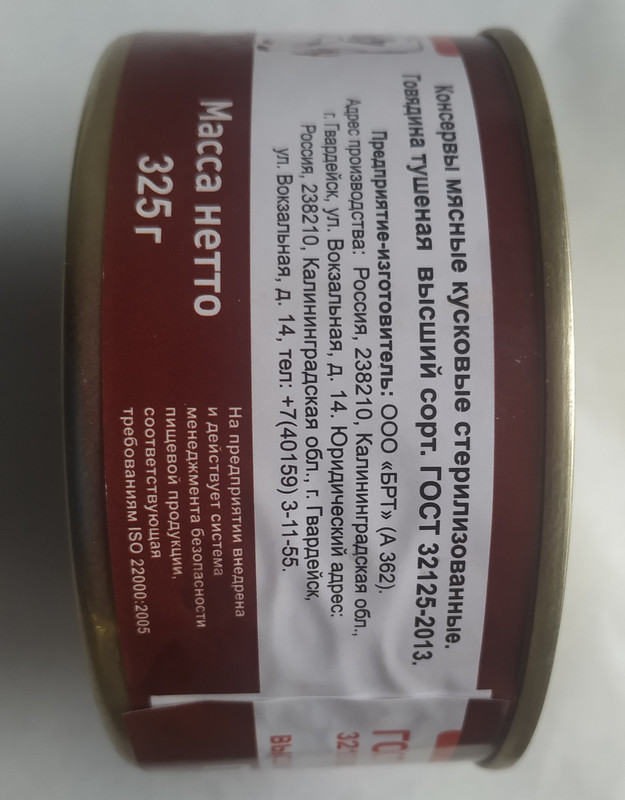 Консервы мясные кусковые стерилизованные.
Говядина тушеная высший сорт. ГОСТ 32125-2013.
Предприятие-изготовитель: ООО «БРТ» (А 362).
Адрес производства: Россия, 238210, Калининградская обл.,
г. Гвардейск, ул. Вокзальная, д. 14. Юридический адрес:
Россия, 238210, Калининградская обл., г. Гвардейск,
ул. Вокзальная, д. 14, тел: +7(40159) 3-11-55.
Масса нетто
325 г
На предприятии внедрена
и действует система
менеджмента безопасности
пищевой продукции,
соответствующая
требованиям ISO 22000:2005